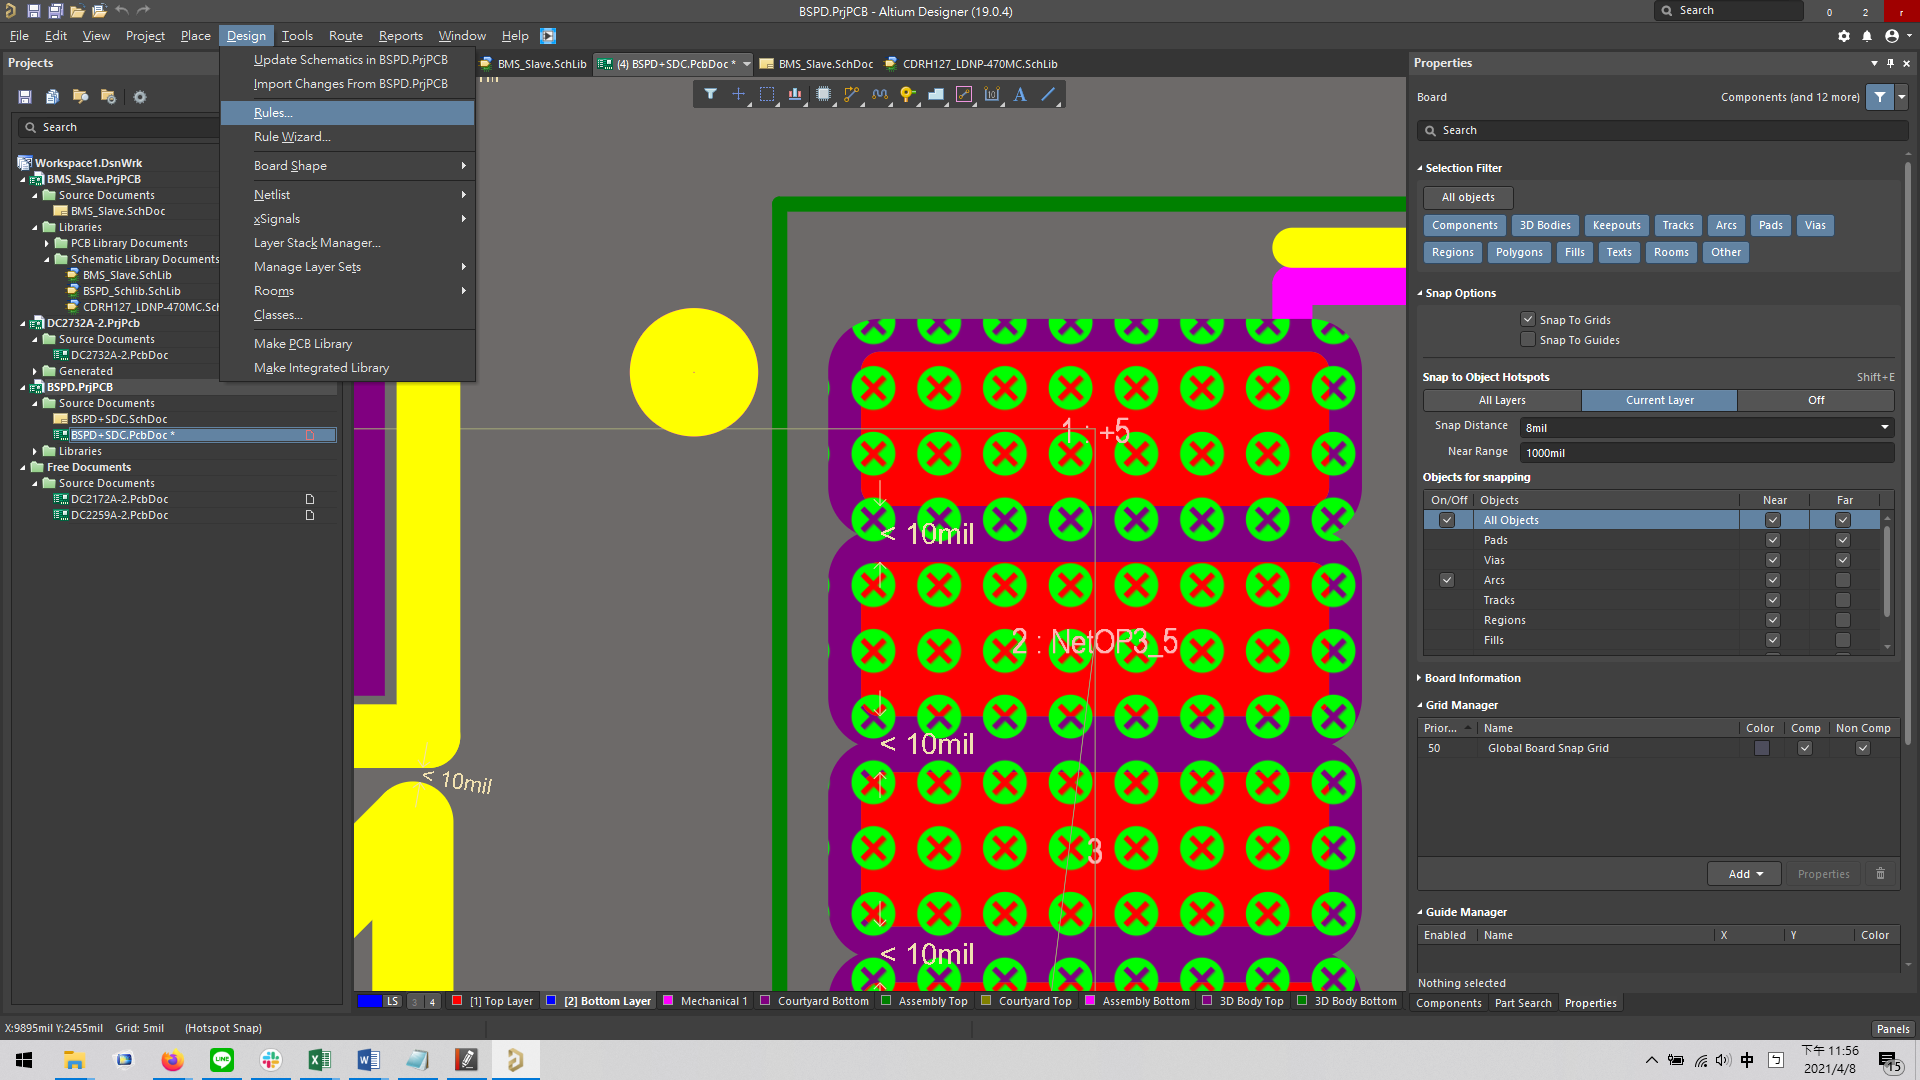 BSPD.PrjPCB - Altium Designer (19.0.4)
Search
0
2
File Edit View Project Place Design Tools Route Reports Window Help
Projects
Update Schematics in BSPD.PrjPCB
Import Changes From BSPD.PrjPCB
Rules...
Rule Wizard...
Board Shape
Netlist
xSignals
Layer Stack Manager...
Manage Layer Sets
Rooms
Classes...
Make PCB Library
Make Integrated Library
BMS_Slave.SchLib
(4) BSPD+SDC.PcbDoc *
BMS_Slave.SchDoc
CDRH127_LDNP-470MC.SchLib
Search
Workspace1.DsnWrk
BMS_Slave.PrjPCB
Source Documents
BMS_Slave.SchDoc
Libraries
PCB Library Documents
Schematic Library Documents
BMS_Slave.SchLib
BSPD_Schlib.SchLib
CDRH127_LDNP-470MC.Sch
DC2732A-2.PrjPcb
Source Documents
DC2732A-2.PcbDoc
Generated
BSPD.PrjPCB
Source Documents
BSPD+SDC.SchDoc
BSPD+SDC.PcbDoc *
Libraries
Free Documents
Source Documents
DC2172A-2.PcbDoc
DC2259A-2.PcbDoc
1 : +5
< 10mil
2 : NetOP3_5
< 10mil
< 10mil
3
< 10mil
Properties
Board
Components (and 12 more)
Search
Selection Filter
All objects
Components 3D Bodies Keepouts Tracks Arcs Pads Vias
Regions Polygons Fills Texts Rooms Other
Snap Options
Snap To Grids
Snap To Guides
Snap to Object Hotspots Shift+E
All Layers Current Layer Off
Snap Distance 8mil
Near Range 1000mil
Objects for snapping
On/Off Objects Near Far
All Objects
Pads
Vias
Arcs
Tracks
Regions
Fills
Board Information
Grid Manager
Prior... Name Color Comp Non Comp
50 Global Board Snap Grid
Add Properties
Guide Manager
Enabled Name X Y Color
Nothing selected
Components Part Search Properties
LS 3 4 [1] Top Layer [2] Bottom Layer Mechanical 1 Courtyard Bottom Assembly Top Courtyard Top Assembly Bottom 3D Body Top 3D Body Bottom
X:9895mil Y:2455mil Grid: 5mil (Hotspot Snap)
Panels
LINE
中
下午 11:56
2021/4/8
15